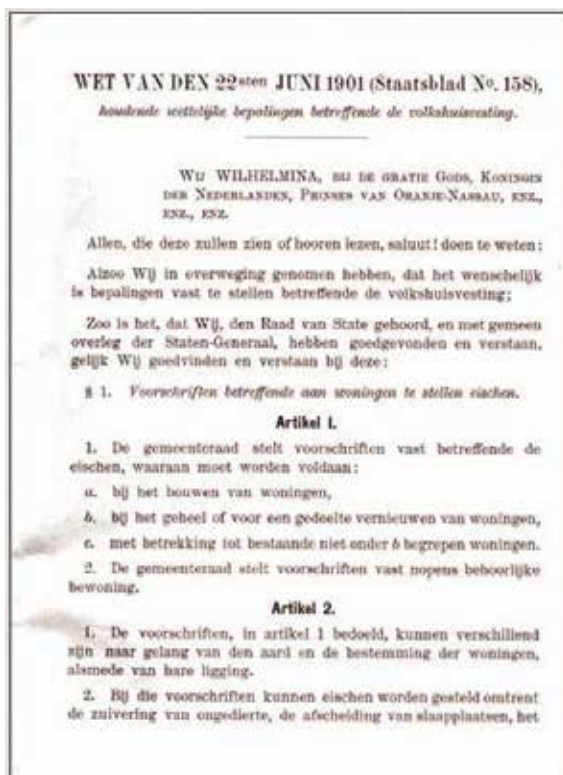 WET VAN DEN 22sten JUNI 1901 (Staatsblad No. 158),
houdende wettelijke bepalingen betreffende de volkshuisvesting.
Wij WILHELMINA, bij de gratie Gods, Koningin
der Nederlanden, Prinses van Oranje-Nassau, enz.,
enz., enz.
Allen, die deze zullen zien of hooren lezen, saluut! doen te weten:
Alzoo Wij in overweging genomen hebben, dat het wenschelijk
is bepalingen vast te stellen betreffende de volkshuisvesting;
Zoo is het, dat Wij, den Raad van State gehoord, en met gemeen
overleg der Staten-Generaal, hebben goedgevonden en verstaan,
gelijk Wij goedvinden en verstaan bij deze:
§ 1. Voorschriften betreffende aan woningen te stellen eischen.
Artikel 1.
1. De gemeenteraad stelt voorschriften vast betreffende de
eischen, waaraan moet worden voldaan:
a. bij het bouwen van woningen,
b. bij het geheel of voor een gedeelte vernieuwen van woningen,
c. met betrekking tot bestaande niet onder b begrepen woningen.
2. De gemeenteraad stelt voorschriften vast nopens behoorlijke
bewoning.
Artikel 2.
1. De voorschriften, in artikel 1 bedoeld, kunnen verschillend
zijn naar gelang van den aard en de bestemming der woningen,
alsmede van hare ligging.
2. Bij die voorschriften kunnen eischen worden gesteld omtrent
de zuivering van ongedierte, de afscheiding van slaapplaatsen, het